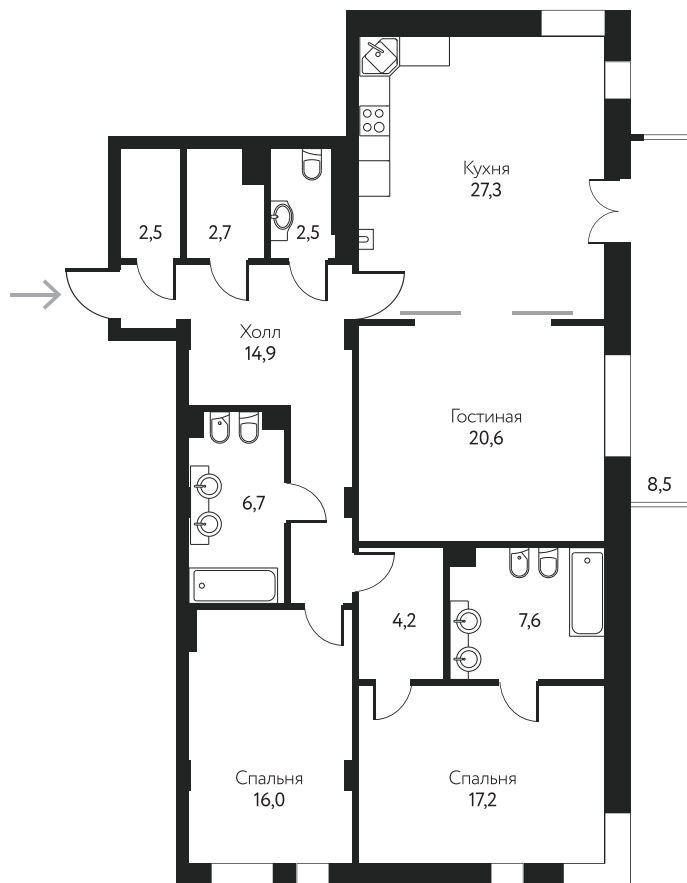 Кухня
27,3
2,5
2,7
2,5
Холл
14,9
Гостиная
20,6
8,5
6,7
4,2
7,6
Спальня
16,0
Спальня
17,2